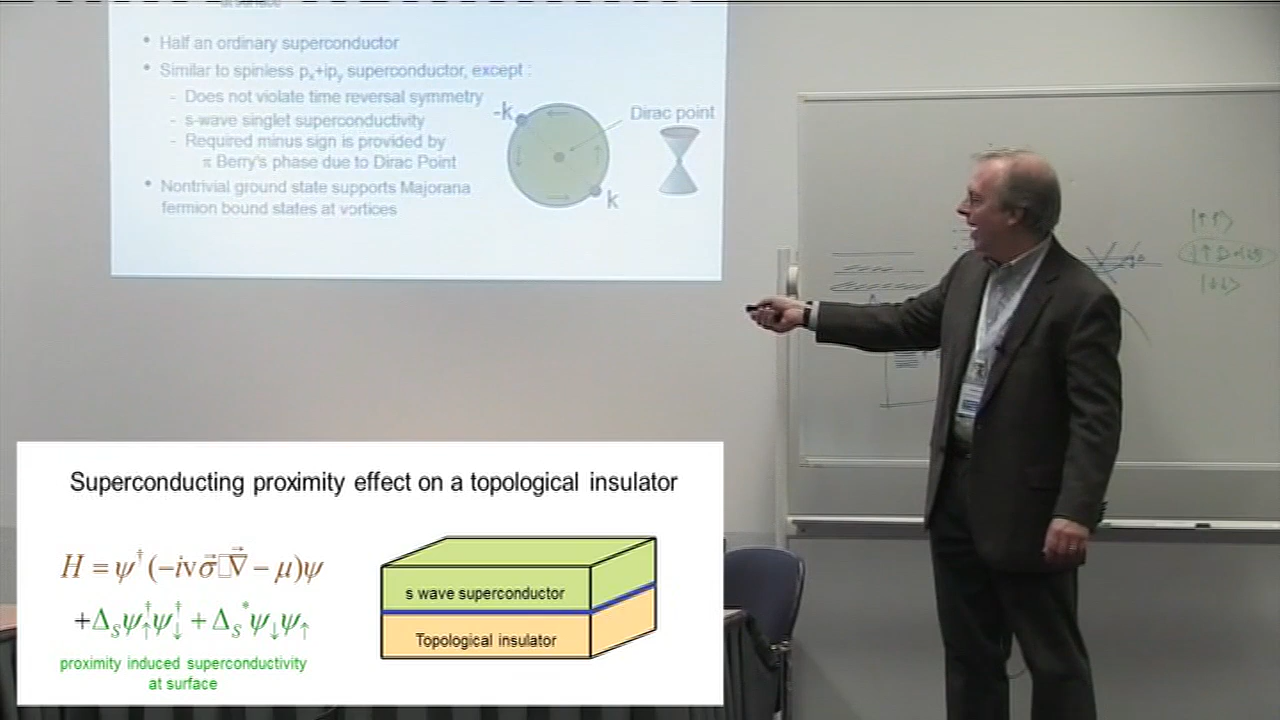 at surface
• Half an ordinary superconductor
• Similar to spinless pₓ+ip_y superconductor, except :
- Does not violate time reversal symmetry
- s-wave singlet superconductivity
- Required minus sign is provided by
π Berry's phase due to Dirac Point
• Nontrivial ground state supports Majorana
fermion bound states at vortices
-k
k
Dirac point
Superconducting proximity effect on a topological insulator
H = ψ†(−iv σ⃗□∇⃗ − μ)ψ
+Δ_S ψ↑†ψ↓† + Δ_S* ψ↓ψ↑
proximity induced superconductivity
at surface
s wave superconductor
Topological insulator
|↑↑⟩
|↓↓⟩